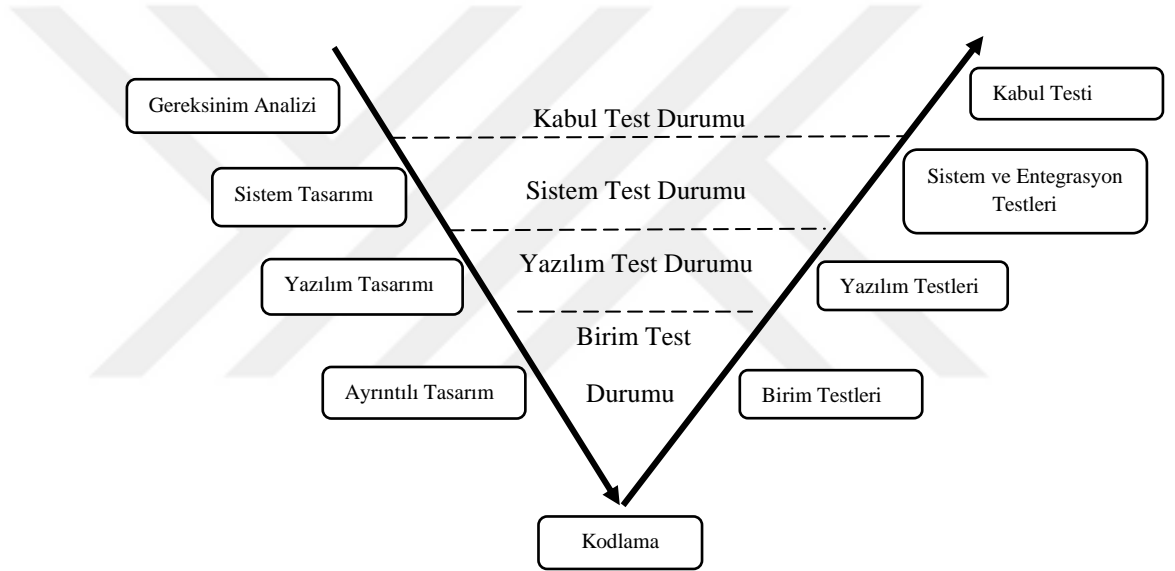 Gereksinim Analizi
Kabul Testi
Kabul Test Durumu
Sistem Tasarımı
Sistem Test Durumu
Sistem ve Entegrasyon
Testleri
Yazılım Tasarımı
Yazılım Test Durumu
Yazılım Testleri
Birim Test
Durumu
Ayrıntılı Tasarım
Birim Testleri
Kodlama